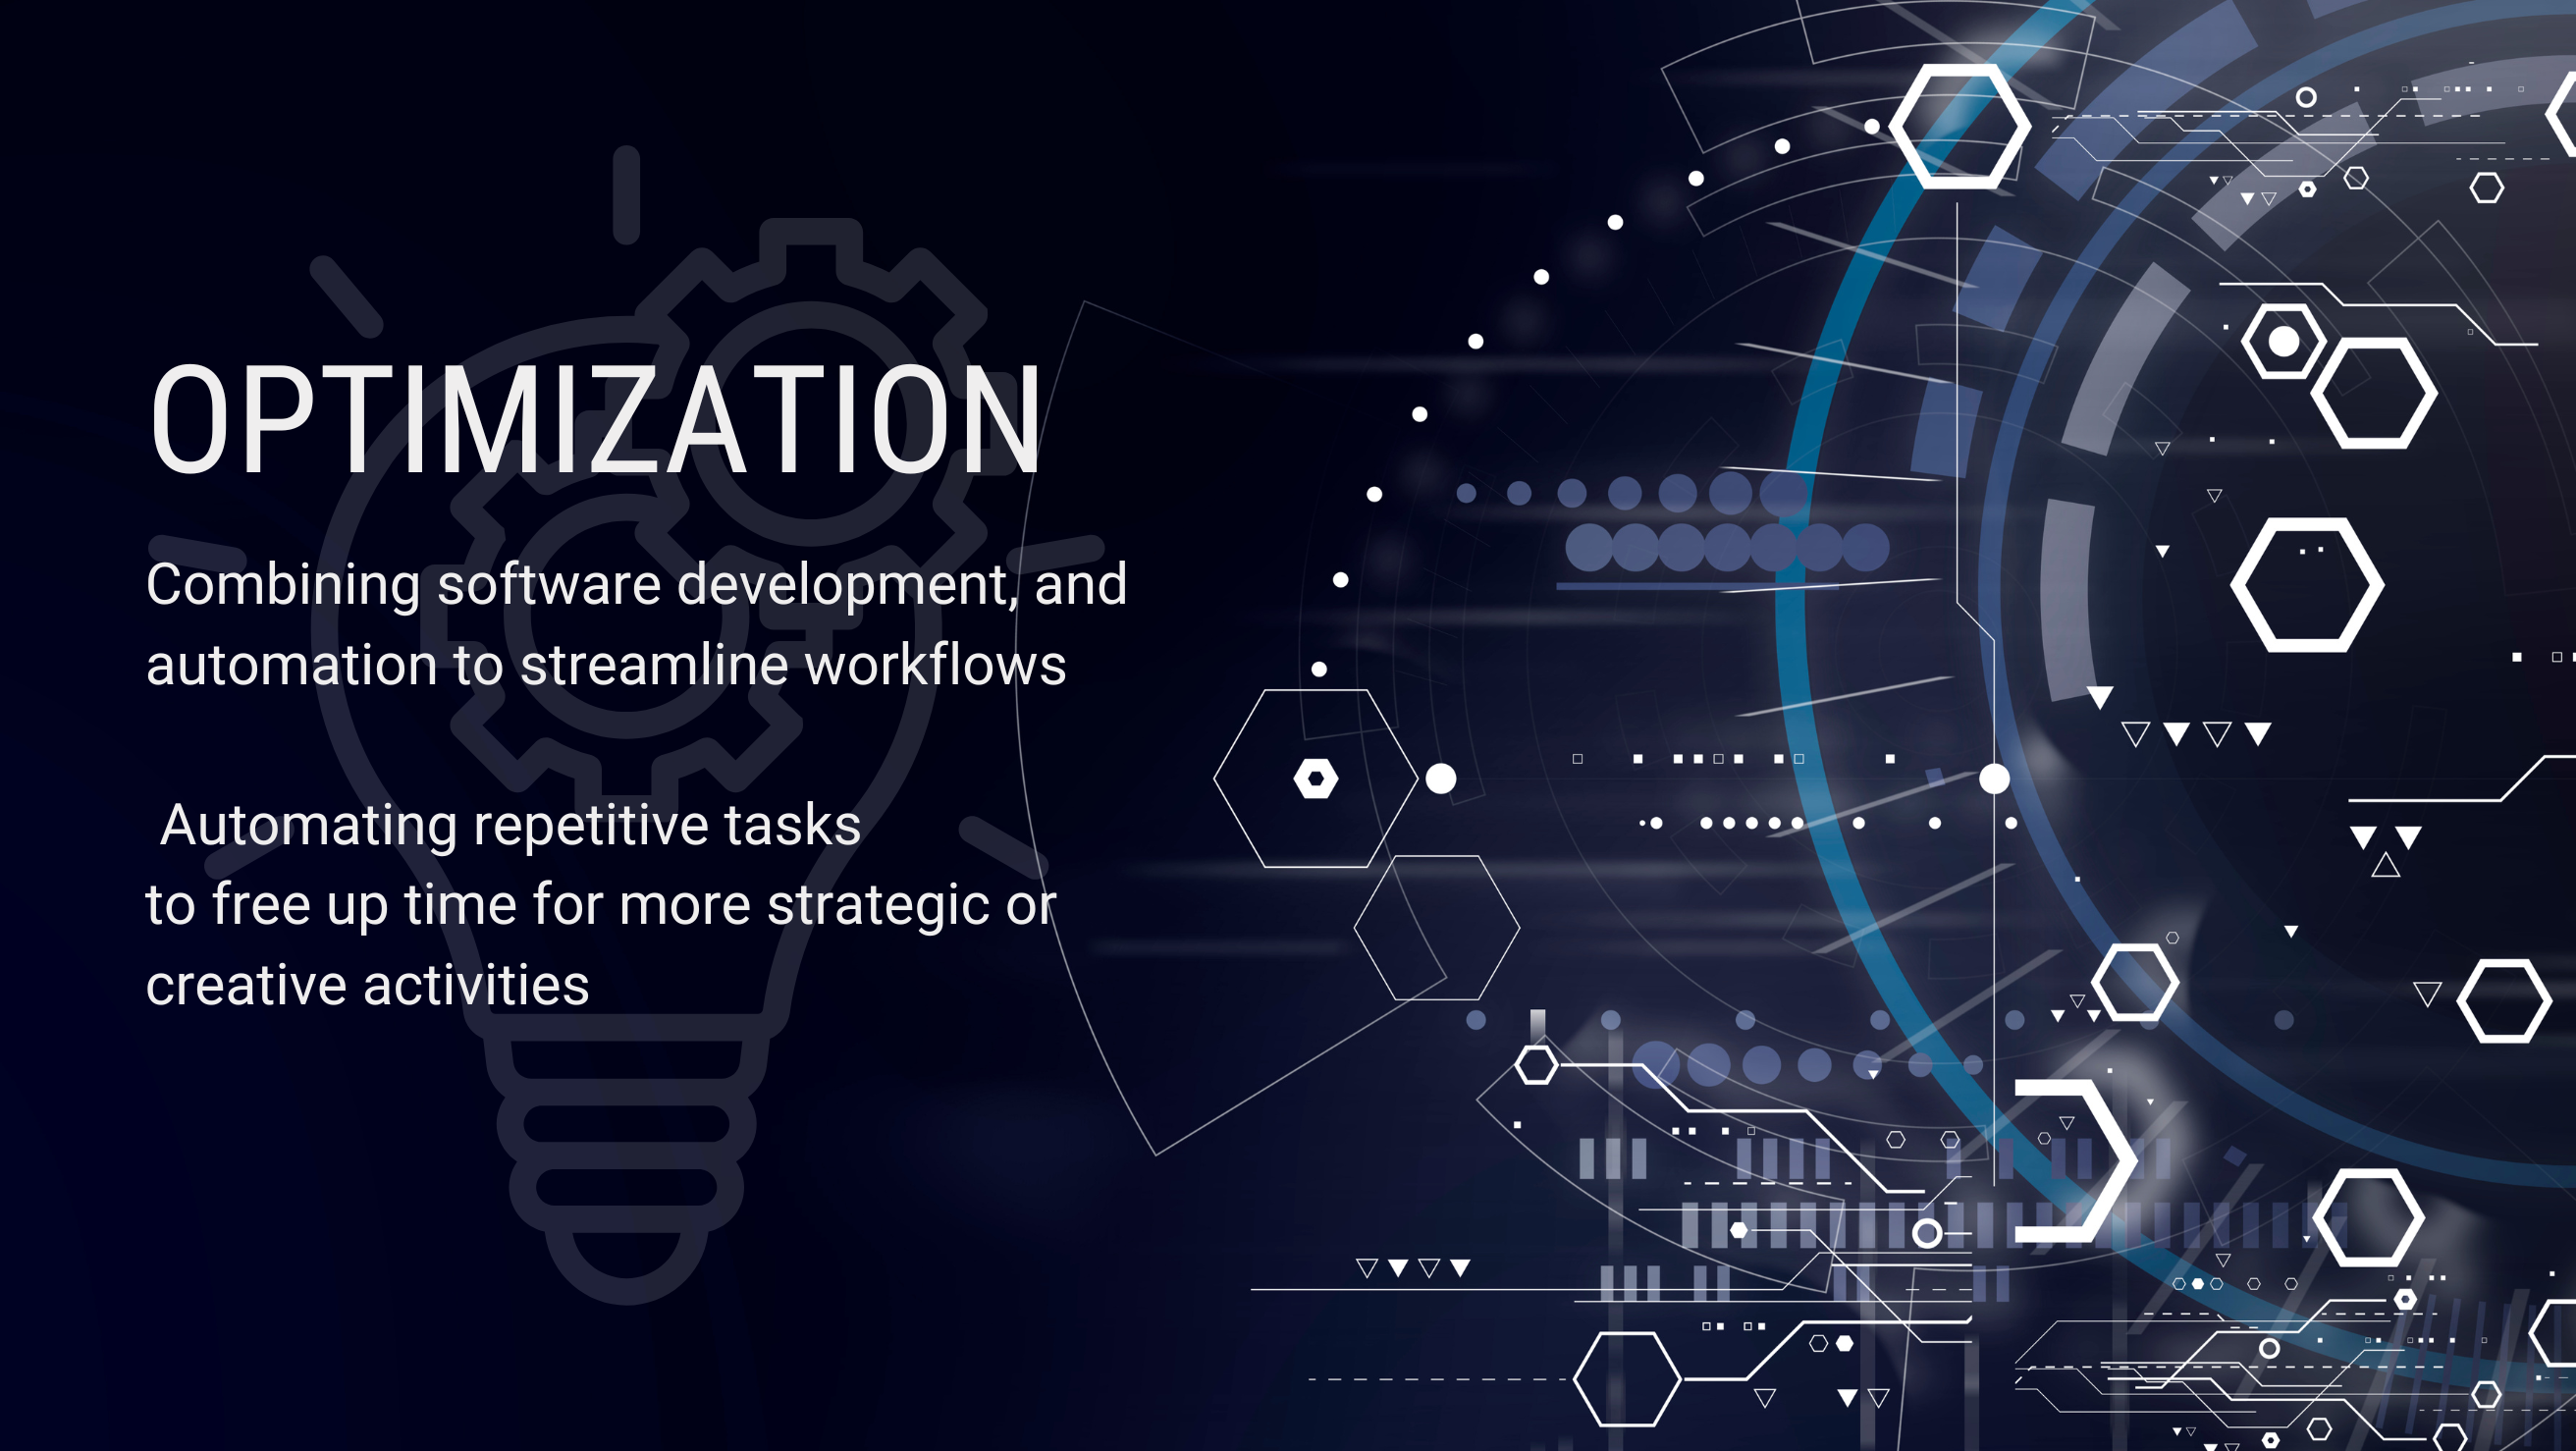 OPTIMIZATION
Combining software development, and
automation to streamline workflows
Automating repetitive tasks
to free up time for more strategic or
creative activities